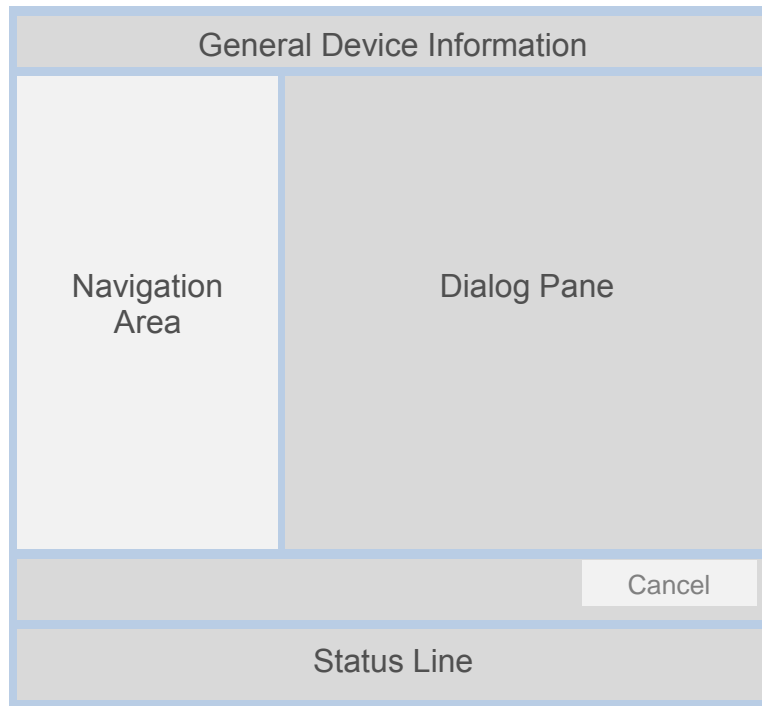 General Device Information
Navigation
Area
Dialog Pane
Cancel
Status Line